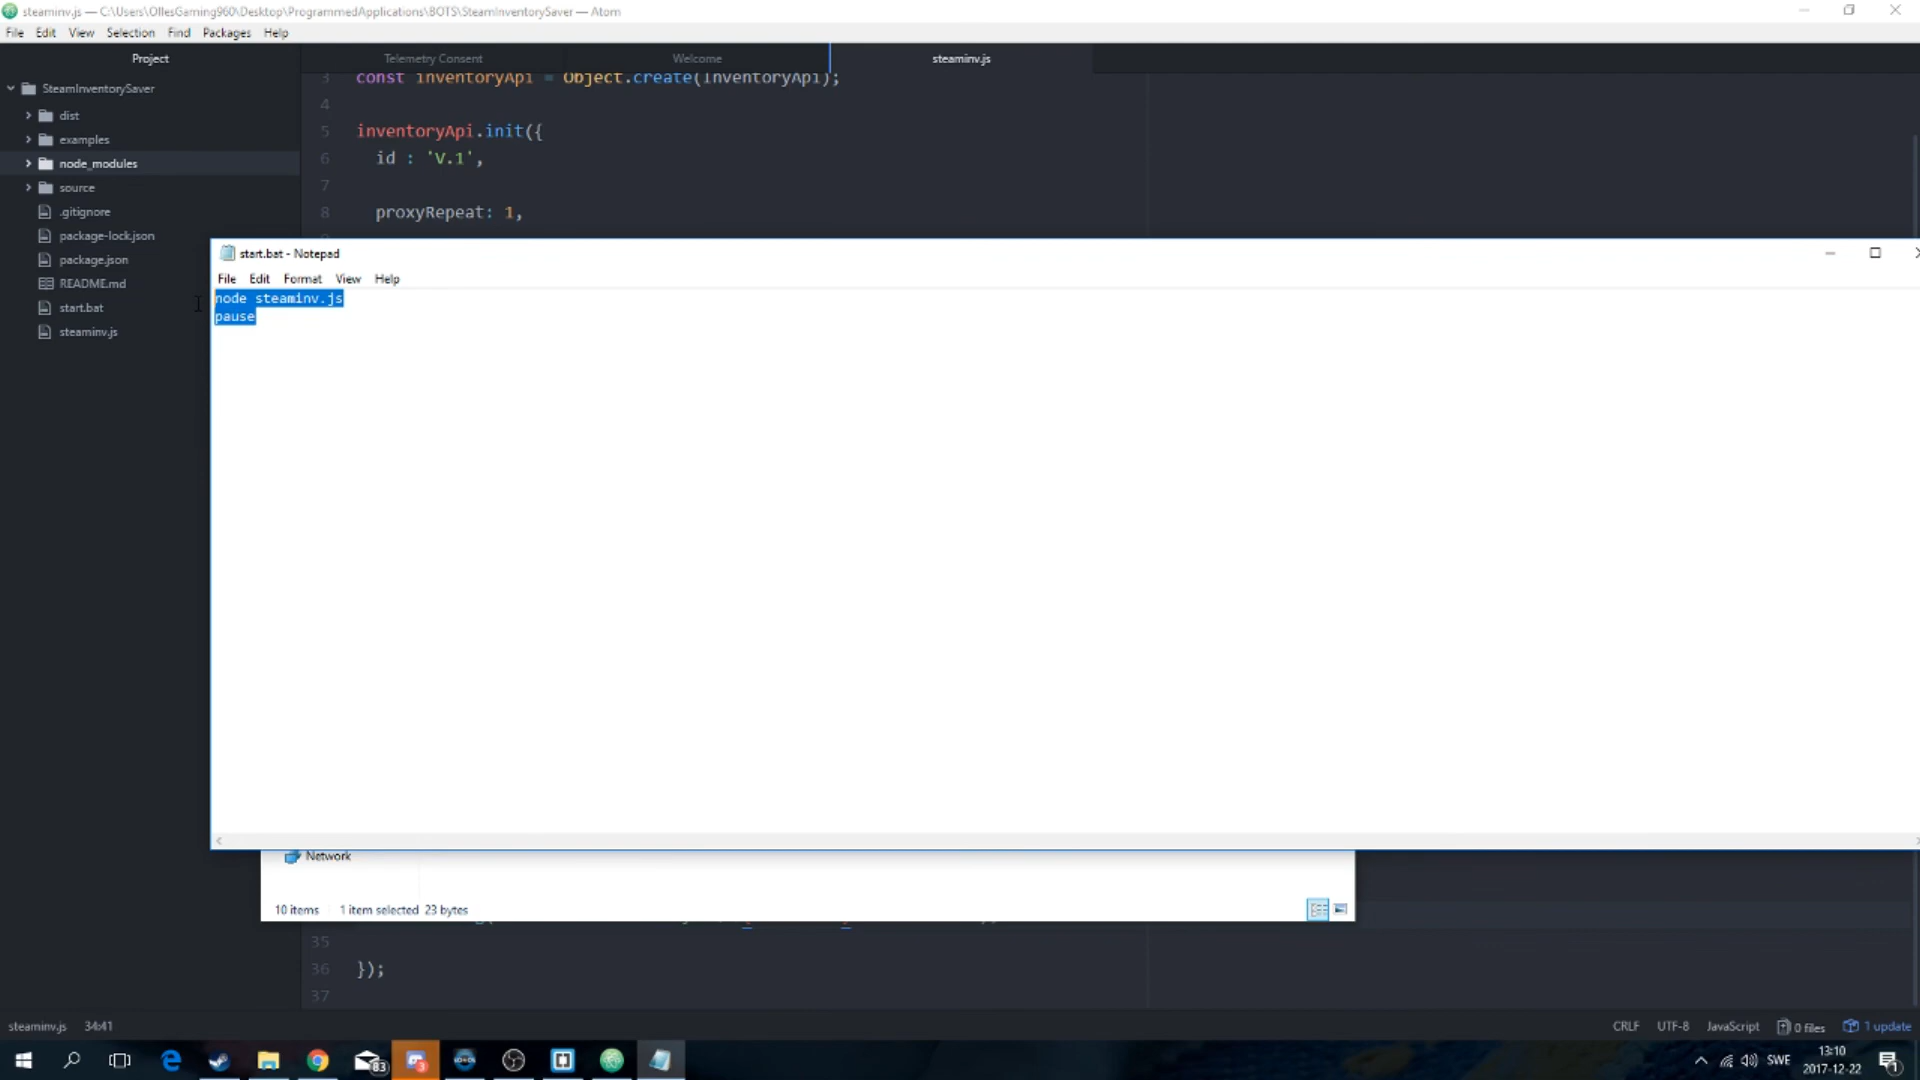 steaminv.js — C:\Users\OllesGaming960\Desktop\ProgrammedApplications\BOTS\SteamInventorySaver — Atom
File Edit View Selection Find Packages Help
Project
Telemetry Consent
Welcome
steaminv.js
SteamInventorySaver
dist
examples
node_modules
source
.gitignore
package-lock.json
package.json
README.md
start.bat
steaminv.js
3 const inventoryApi = Object.create(InventoryApi);
4
5 inventoryApi.init({
6 id : 'V.1',
7
8 proxyRepeat: 1,
start.bat - Notepad
File Edit Format View Help
node steaminv.js
pause
Network
10 items 1 item selected 23 bytes
35
36 });
37
steaminv.js 34:41
CRLF UTF-8 JavaScript 0 files 1 update
83
3
SWE
13:10
2017-12-22
1